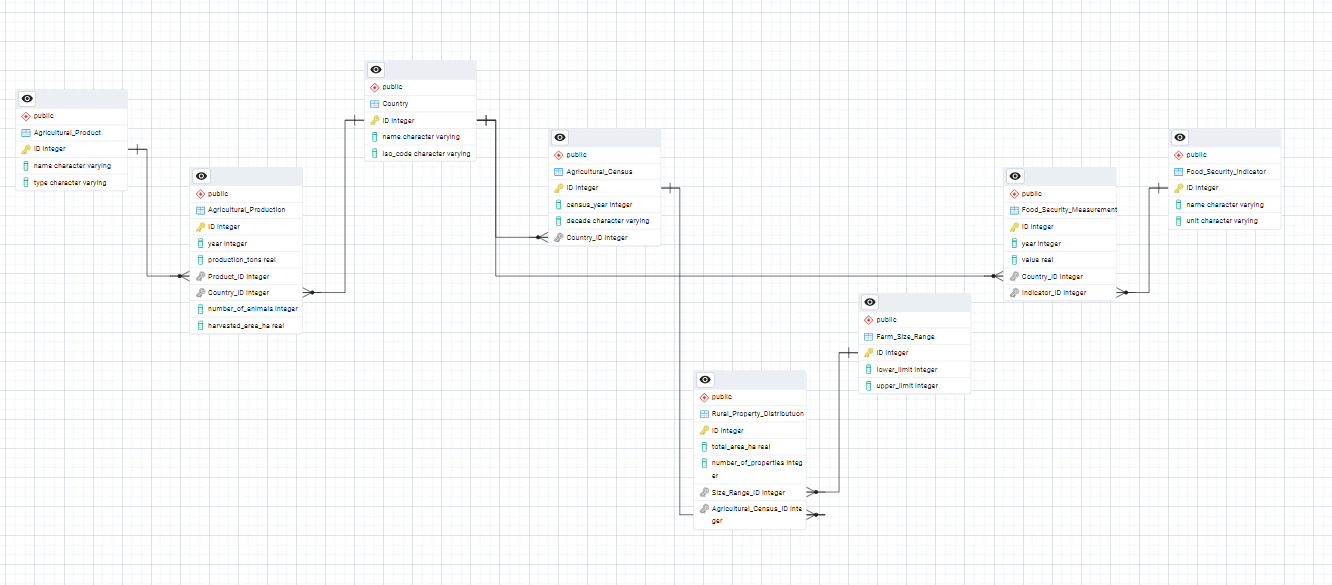 public
Agricultural_Product
ID integer
name character varying
type character varying
public
Agricultural_Production
ID integer
year integer
production_tons real
Product_ID integer
Country_ID integer
number_of_animals integer
harvested_area_ha real
public
Country
ID integer
name character varying
iso_code character varying
public
Agricultural_Census
ID integer
census_year integer
decade character varying
Country_ID integer
public
Rural_Property_Distributuon
ID integer
total_area_ha real
number_of_properties integ
er
Size_Range_ID integer
Agricultural_Census_ID inte
ger
public
Farm_Size_Range
ID integer
lower_limit integer
upper_limit integer
public
Food_Security_Measurement
ID integer
year integer
value real
Country_ID integer
Indicator_ID integer
public
Food_Security_Indicator
ID integer
name character varying
unit character varying